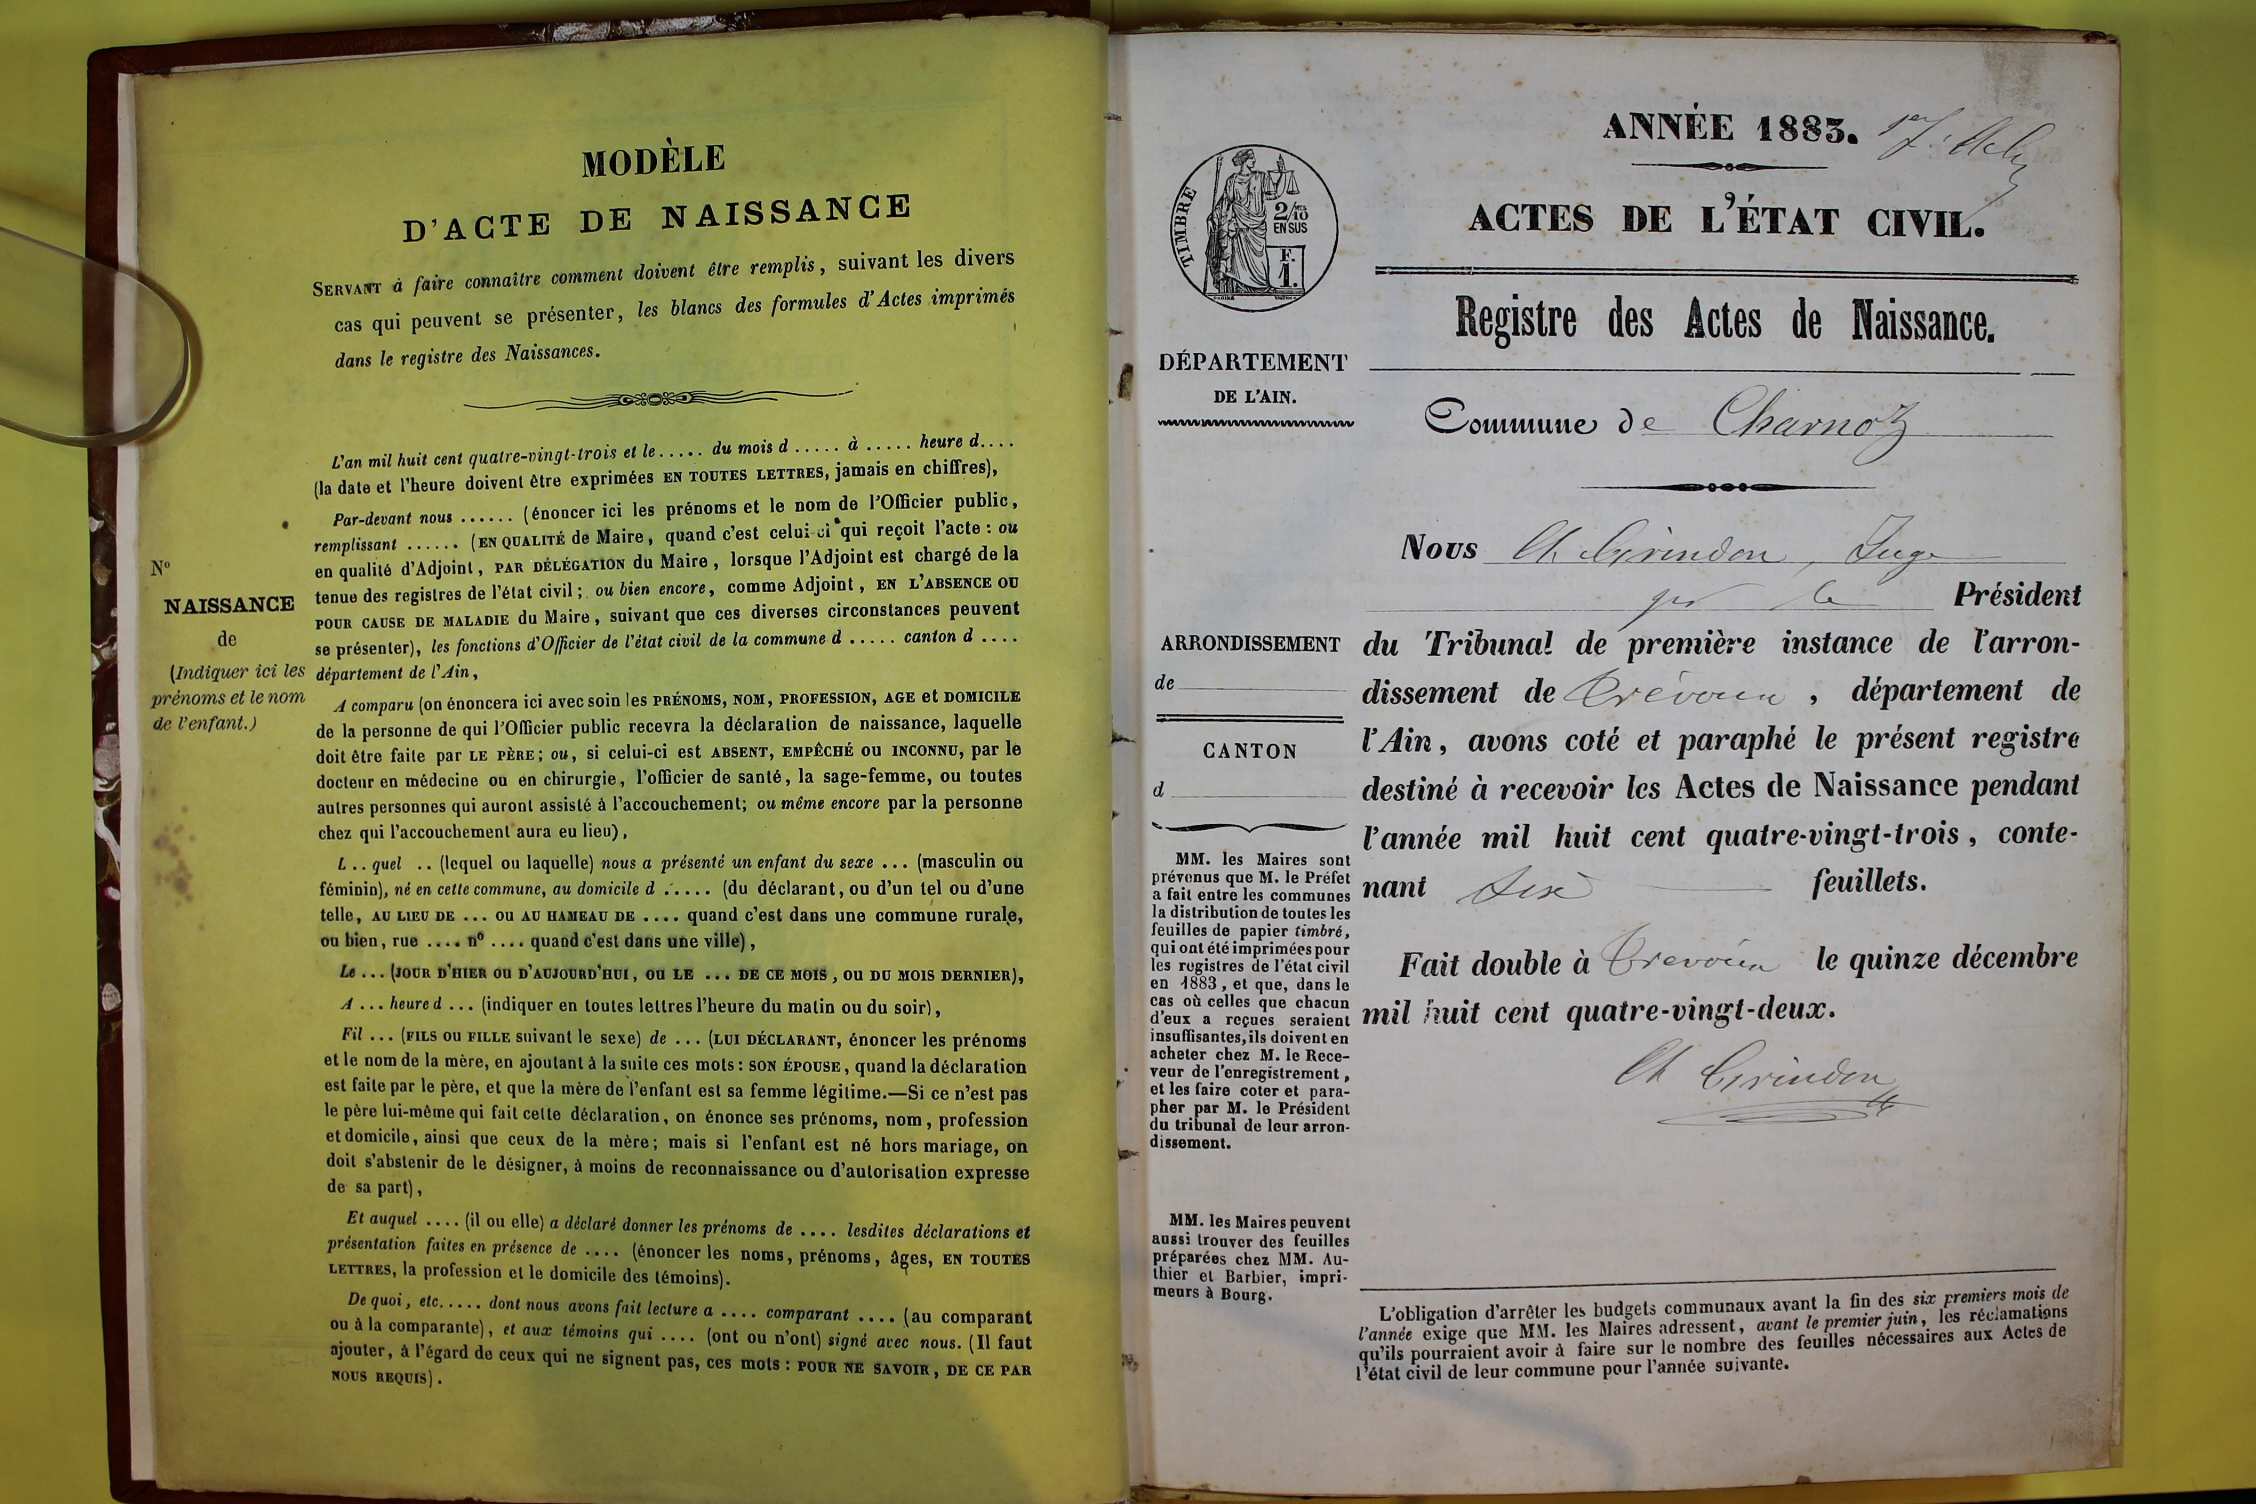 MODÈLE
D'ACTE DE NAISSANCE
SERVANT à faire connaître comment doivent être remplis, suivant les divers
cas qui peuvent se présenter, les blancs des formules d'Actes imprimés
dans le registre des Naissances.
L'an mil huit cent quatre-vingt-trois et le..... du mois d ..... à ..... heure d....
(la date et l'heure doivent être exprimées EN TOUTES LETTRES, jamais en chiffres),
Par-devant nous ...... (énoncer ici les prénoms et le nom de l'Officier public,
remplissant ...... (EN QUALITÉ de Maire, quand c'est celui-ci qui reçoit l'acte : ou
en qualité d'Adjoint, PAR DÉLÉGATION du Maire, lorsque l'Adjoint est chargé de la
tenue des registres de l'état civil; ou bien encore, comme Adjoint, EN L'ABSENCE OU
POUR CAUSE DE MALADIE du Maire, suivant que ces diverses circonstances peuvent
se présenter), les fonctions d'Officier de l'état civil de la commune d ..... canton d ....
département de l'Ain,
No
NAISSANCE
de
(Indiquer ici les
prénoms et le nom
de l'enfant.)
A comparu (on énoncera ici avec soin les PRÉNOMS, NOM, PROFESSION, AGE et DOMICILE
de la personne de qui l'Officier public recevra la déclaration de naissance, laquelle
doit être faite par LE PÈRE; ou, si celui-ci est ABSENT, EMPÊCHÉ OU INCONNU, par le
docteur en médecine ou en chirurgie, l'officier de santé, la sage-femme, ou toutes
autres personnes qui auront assisté à l'accouchement; ou même encore par la personne
chez qui l'accouchement aura eu lieu),
L..quel .. (lequel ou laquelle) nous a présenté un enfant du sexe ... (masculin ou
féminin), né en cette commune, au domicile d ..... (du déclarant, ou d'un tel ou d'une
telle, AU LIEU DE ... OU AU HAMEAU DE .... quand c'est dans une commune rurale,
ou bien, rue .... no .... quand c'est dans une ville),
Le ... (JOUR D'HIER OU D'AUJOURD'HUI, OU LE ... DE CE MOIS, OU DU MOIS DERNIER),
A ... heure d ... (indiquer en toutes lettres l'heure du matin ou du soir),
Fil ... (FILS OU FILLE suivant le sexe) de ... (LUI DÉCLARANT, énoncer les prénoms
et le nom de la mère, en ajoutant à la suite ces mots : SON ÉPOUSE, quand la déclaration
est faite par le père, et que la mère de l'enfant est sa femme légitime.—Si ce n'est pas
le père lui-même qui fait cette déclaration, on énonce ses prénoms, nom, profession
et domicile, ainsi que ceux de la mère; mais si l'enfant est né hors mariage, on
doit s'abstenir de le désigner, à moins de reconnaissance ou d'autorisation expresse
de sa part),
Et auquel .... (il ou elle) a déclaré donner les prénoms de .... lesdites déclarations et
présentation faites en présence de .... (énoncer les noms, prénoms, âges, EN TOUTES
LETTRES, la profession et le domicile des témoins).
De quoi, etc..... dont nous avons fait lecture a .... comparant .... (au comparant
ou à la comparante), et aux témoins qui .... (ont ou n'ont) signé avec nous. (Il faut
ajouter, à l'égard de ceux qui ne signent pas, ces mots : POUR NE SAVOIR, DE CE PAR
NOUS REQUIS).
ANNÉE 1883.
ACTES DE L'ÉTAT CIVIL.
TIMBRE
2/10
EN SUS
F.
1.
Registre des Actes de Naissance.
DÉPARTEMENT
DE L'AIN.
Commune de Charnoz
Nous Ch Girindon, Juge
pr le Président
du Tribunal de première instance de l'arron-
dissement de Trévoux, département de
l'Ain, avons coté et paraphé le présent registre
destiné à recevoir les Actes de Naissance pendant
l'année mil huit cent quatre-vingt-trois, conte-
nant six feuillets.
Fait double à Trévoux le quinze décembre
mil huit cent quatre-vingt-deux.
Ch Girindon
ARRONDISSEMENT
de
CANTON
d
MM. les Maires sont
prévenus que M. le Préfet
a fait entre les communes
la distribution de toutes les
feuilles de papier timbré,
qui ont été imprimées pour
les registres de l'état civil
en 1883, et que, dans le
cas où celles que chacun
d'eux a reçues seraient
insuffisantes, ils doivent en
acheter chez M. le Rece-
veur de l'enregistrement,
et les faire coter et para-
pher par M. le Président
du tribunal de leur arron-
dissement.
MM. les Maires peuvent
aussi trouver des feuilles
préparées chez MM. Au-
thier et Barbier, impri-
meurs à Bourg.
L'obligation d'arrêter les budgets communaux avant la fin des six premiers mois de
l'année exige que MM. les Maires adressent, avant le premier juin, les réclamations
qu'ils pourraient avoir à faire sur le nombre des feuilles nécessaires aux Actes de
l'état civil de leur commune pour l'année suivante.